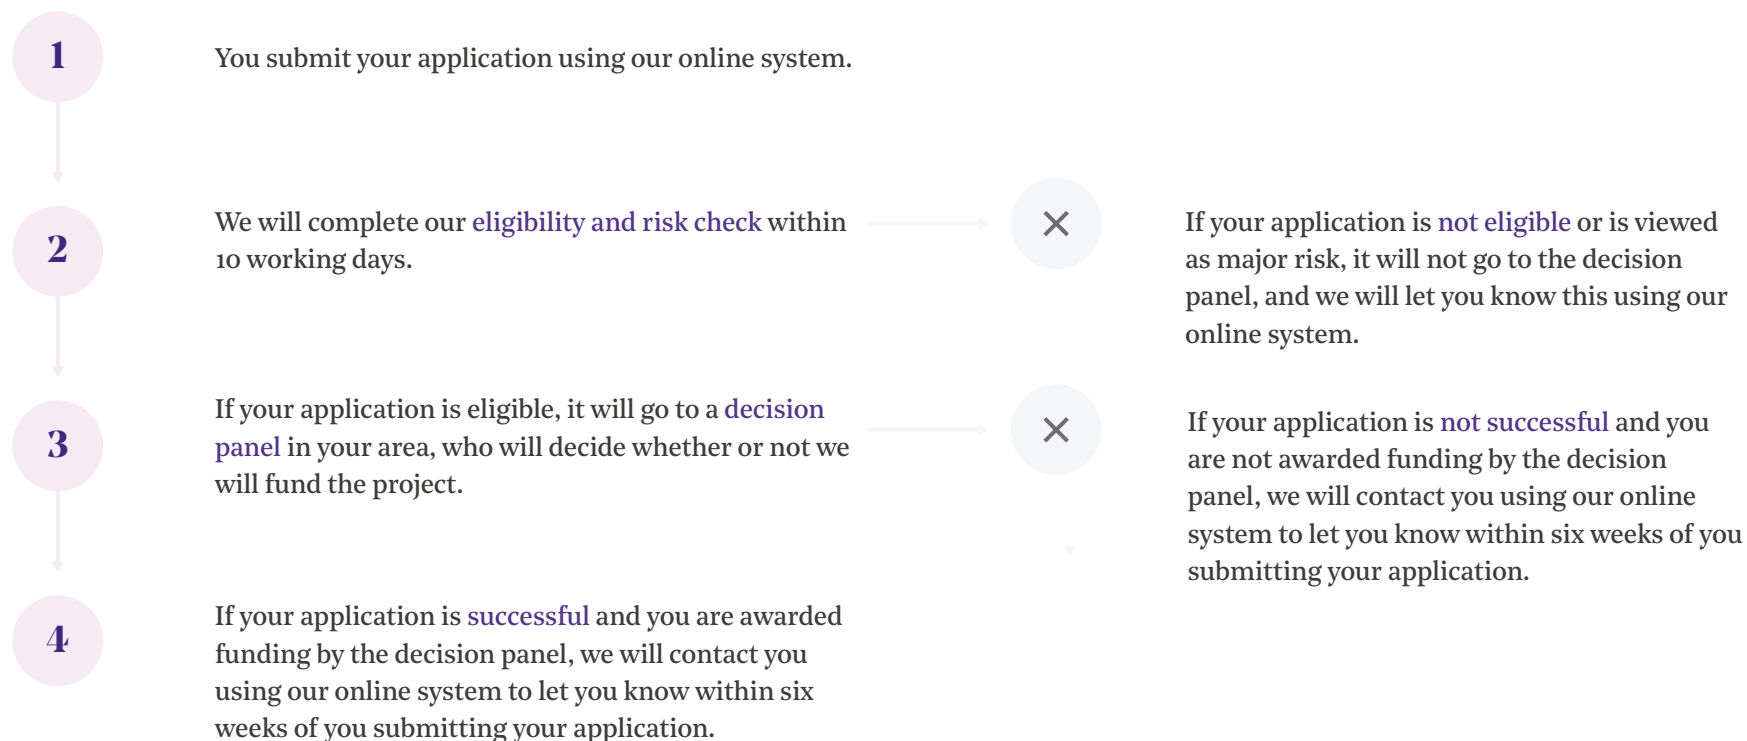 1
You submit your application using our online system.
2
We will complete our eligibility and risk check within
10 working days.
If your application is not eligible or is viewed
as major risk, it will not go to the decision
panel, and we will let you know this using our
online system.
3
If your application is eligible, it will go to a decision
panel in your area, who will decide whether or not we
will fund the project.
If your application is not successful and you
are not awarded funding by the decision
panel, we will contact you using our online
system to let you know within six weeks of you
submitting your application.
4
If your application is successful and you are awarded
funding by the decision panel, we will contact you
using our online system to let you know within six
weeks of you submitting your application.